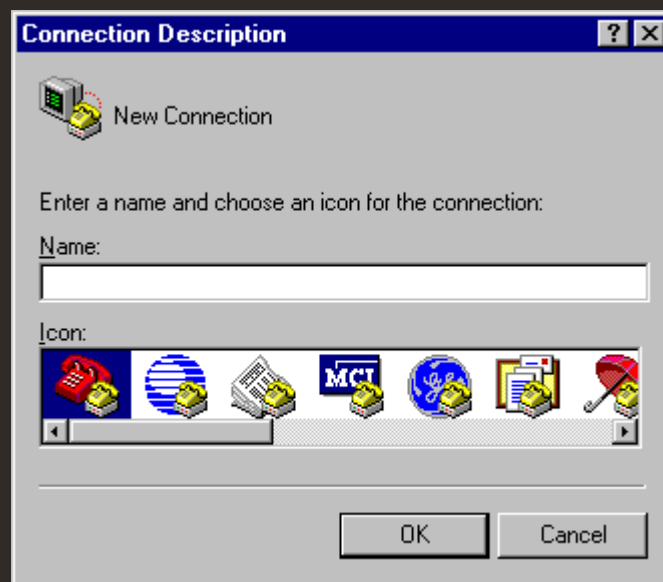 Connection Description
New Connection
Enter a name and choose an icon for the connection:
Name:
Icon:
MCI
OK Cancel